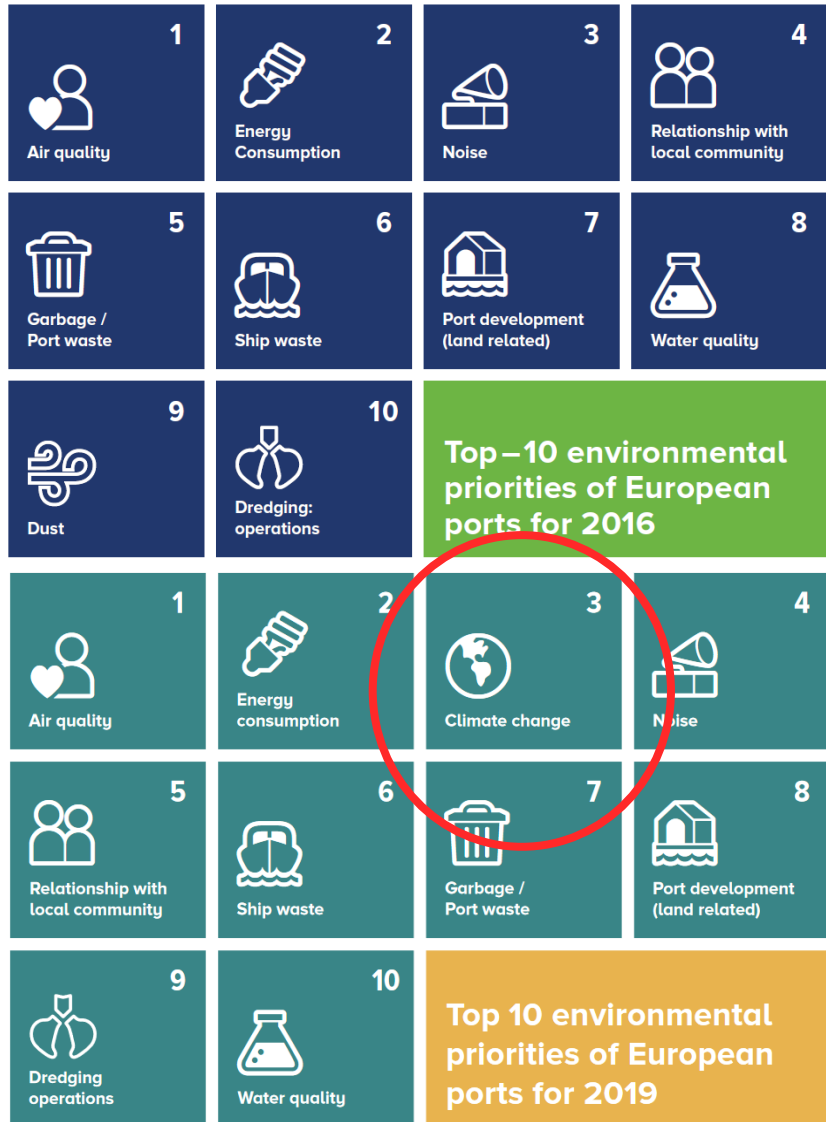 1
Air quality
2
Energy
Consumption
3
Noise
4
Relationship with
local community
5
Garbage /
Port waste
6
Ship waste
7
Port development
(land related)
8
Water quality
9
Dust
10
Dredging:
operations
Top–10 environmental
priorities of European
ports for 2016
1
Air quality
2
Energy
consumption
3
Climate change
4
Noise
5
Relationship with
local community
6
Ship waste
7
Garbage /
Port waste
8
Port development
(land related)
9
Dredging
operations
10
Water quality
Top 10 environmental
priorities of European
ports for 2019